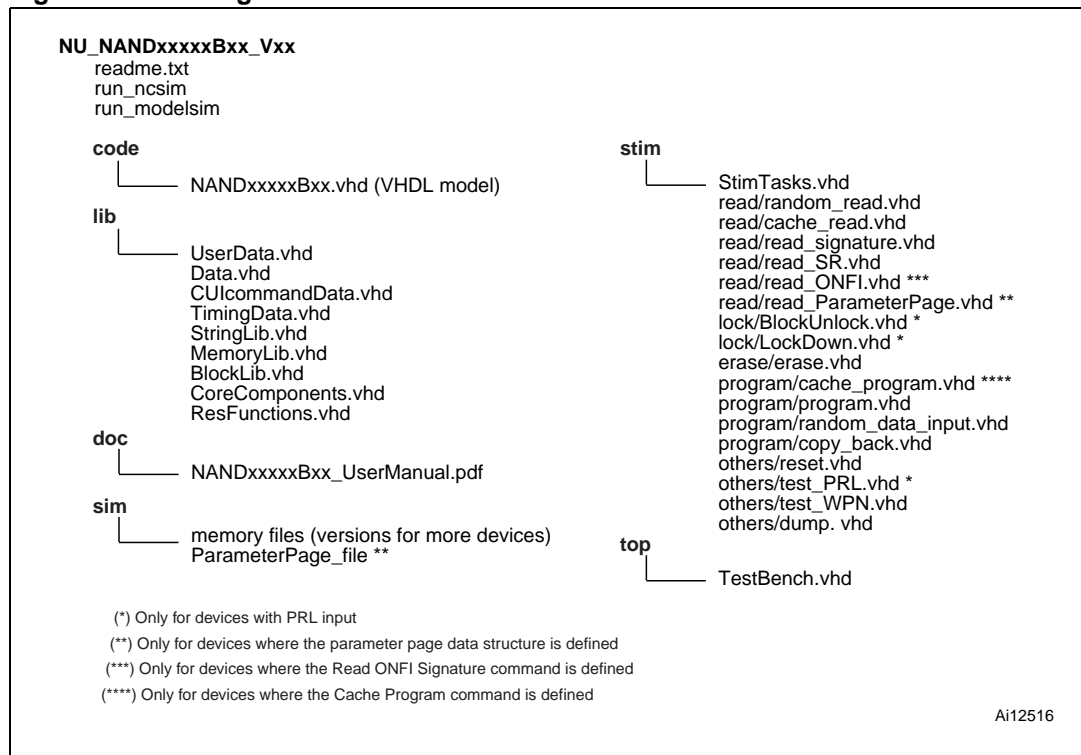 NU_NANDxxxxxBxx_Vxx
readme.txt
run_ncsim
run_modelsim
code
NANDxxxxxBxx.vhd (VHDL model)
lib
UserData.vhd
Data.vhd
CUIcommandData.vhd
TimingData.vhd
StringLib.vhd
MemoryLib.vhd
BlockLib.vhd
CoreComponents.vhd
ResFunctions.vhd
doc
NANDxxxxxBxx_UserManual.pdf
sim
memory files (versions for more devices)
ParameterPage_file **
stim
StimTasks.vhd
read/random_read.vhd
read/cache_read.vhd
read/read_signature.vhd
read/read_SR.vhd
read/read_ONFI.vhd ***
read/read_ParameterPage.vhd **
lock/BlockUnlock.vhd *
lock/LockDown.vhd *
erase/erase.vhd
program/cache_program.vhd ****
program/program.vhd
program/random_data_input.vhd
program/copy_back.vhd
others/reset.vhd
others/test_PRL.vhd *
others/test_WPN.vhd
others/dump. vhd
top
TestBench.vhd
(*) Only for devices with PRL input
(**) Only for devices where the parameter page data structure is defined
(***) Only for devices where the Read ONFI Signature command is defined
(****) Only for devices where the Cache Program command is defined
Ai12516